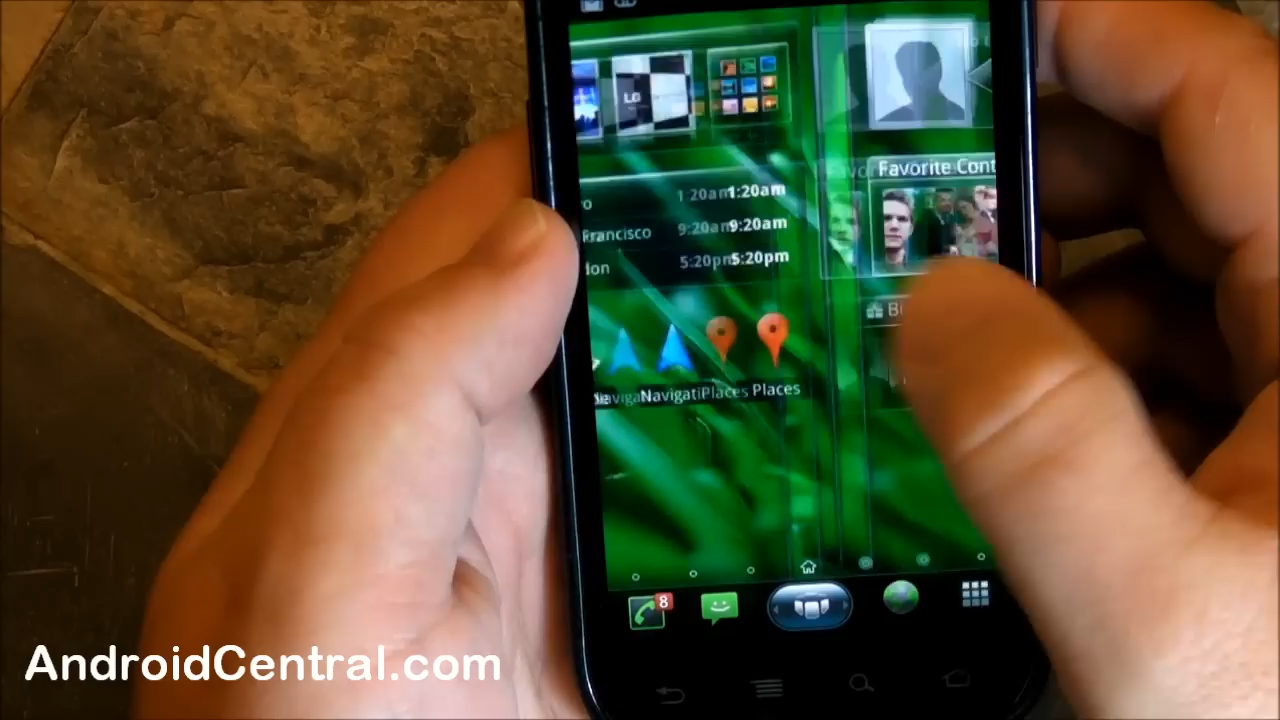 LG
Favorite Cont
o
1:20am 1:20am
Francisco 9:20am 9:20am
don 5:20pm 5:20pm
B
Navigati Places Places
8
AndroidCentral.com